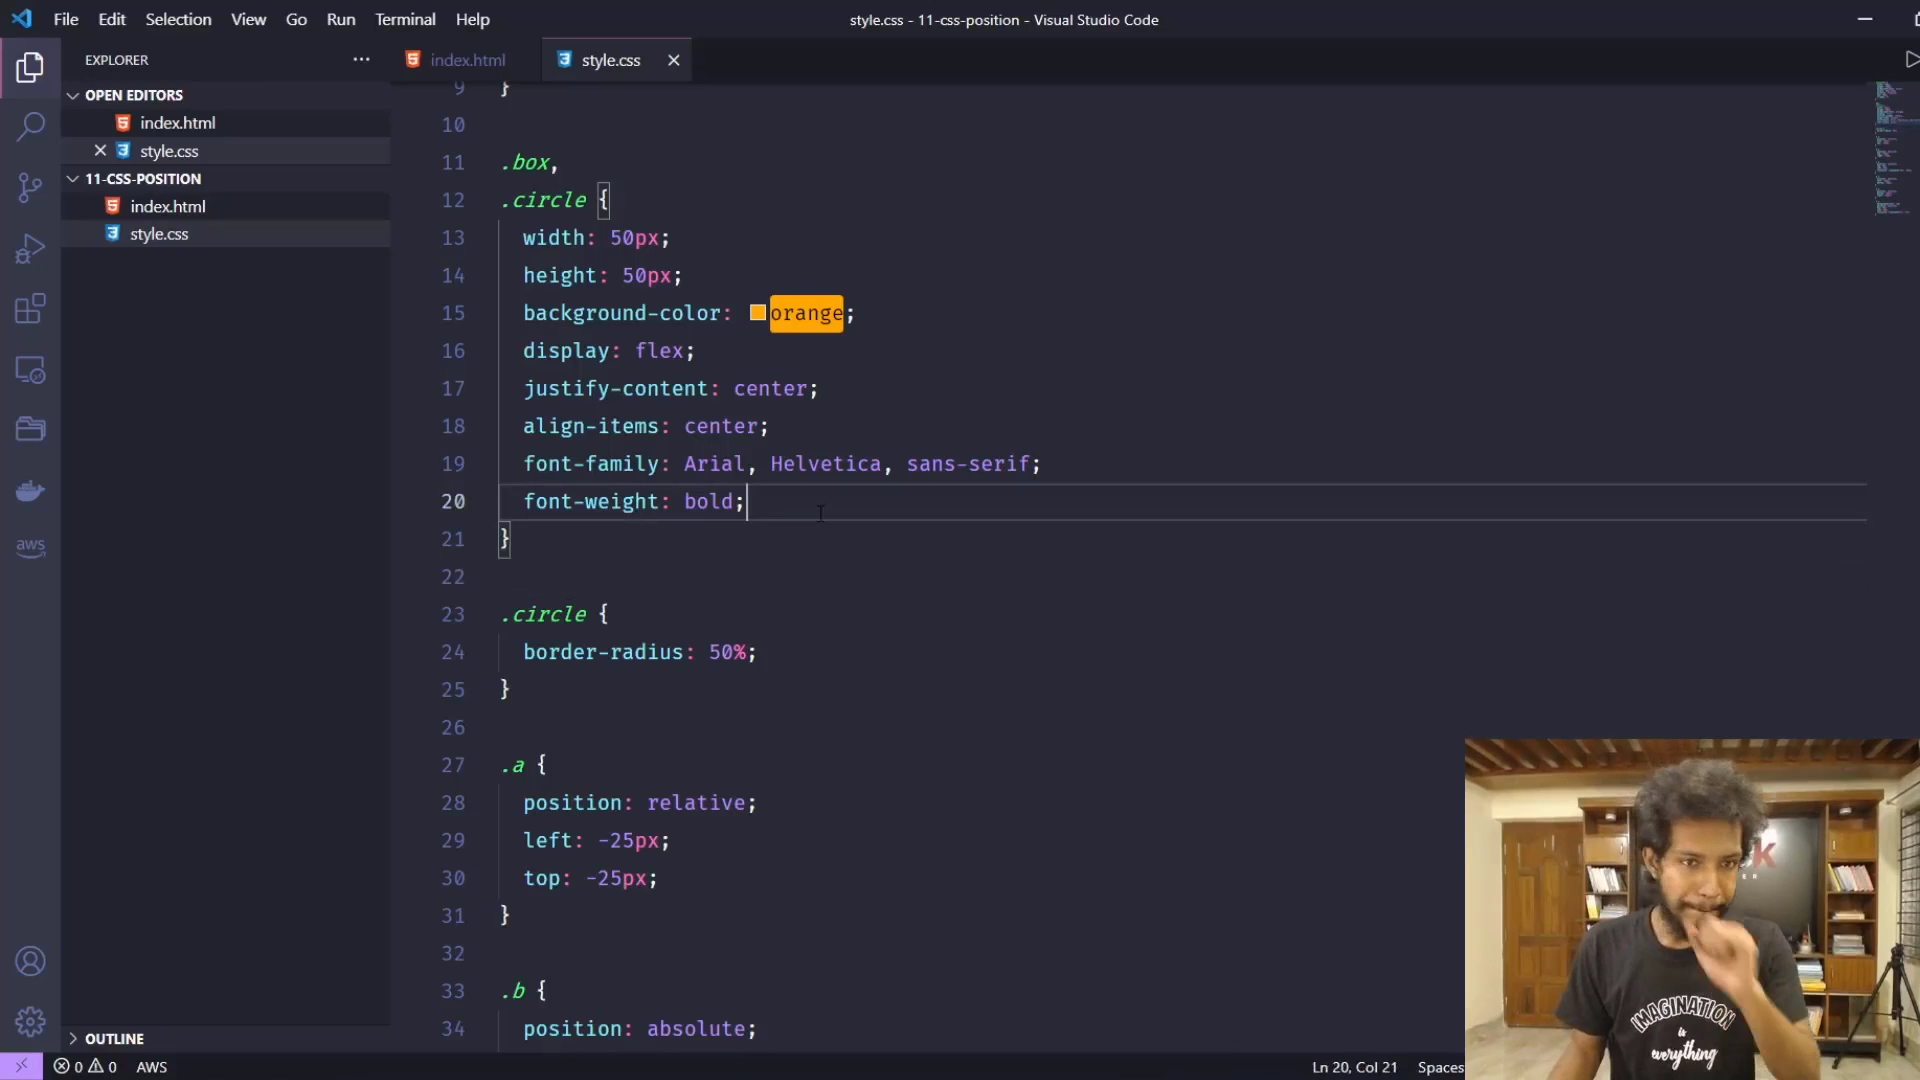 File Edit Selection View Go Run Terminal Help
style.css - 11-css-position - Visual Studio Code
EXPLORER
index.html
style.css
OPEN EDITORS
index.html
style.css
11-CSS-POSITION
index.html
style.css
9 }
10
11 .box,
12 .circle {
13 width: 50px;
14 height: 50px;
15 background-color: orange;
16 display: flex;
17 justify-content: center;
18 align-items: center;
19 font-family: Arial, Helvetica, sans-serif;
20 font-weight: bold;
21 }
22
23 .circle {
24 border-radius: 50%;
25 }
26
27 .a {
28 position: relative;
29 left: -25px;
30 top: -25px;
31 }
32
33 .b {
34 position: absolute;
aws
OUTLINE
0 0 AWS
Ln 20, Col 21 Spaces
IMAGINATION
is
everything